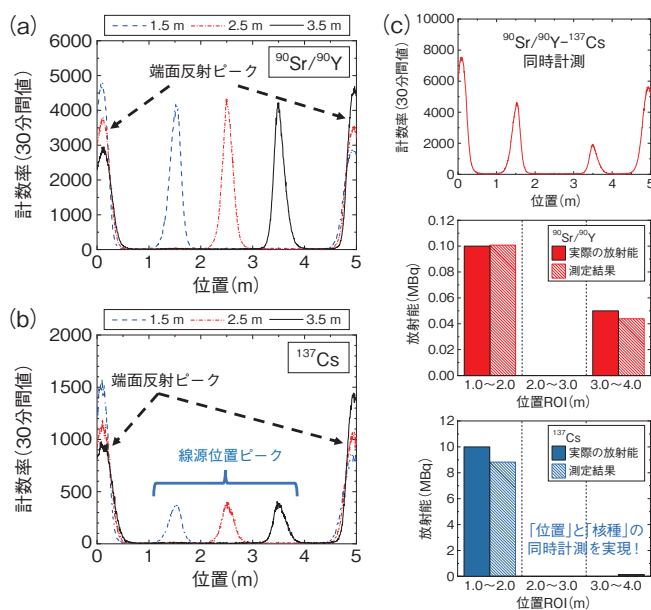 (a)
1.5 m 2.5 m 3.5 m
⁹⁰Sr/⁹⁰Y
端面反射ピーク
計数率(30分間値)
6000
5000
4000
3000
2000
1000
0
0 1 2 3 4 5
位置(m)
(b)
1.5 m 2.5 m 3.5 m
¹³⁷Cs
端面反射ピーク
線源位置ピーク
計数率(30分間値)
2000
1500
1000
500
0
0 1 2 3 4 5
位置(m)
(c)
⁹⁰Sr/⁹⁰Y-¹³⁷Cs
同時計測
計数率(30分間値)
10000
8000
6000
4000
2000
0
0 1 2 3 4 5
位置(m)
⁹⁰Sr/⁹⁰Y
実際の放射能
測定結果
放射能(MBq)
0.12
0.10
0.08
0.06
0.04
0.02
0.00
1.0～2.0 2.0～3.0 3.0～4.0
位置ROI(m)
¹³⁷Cs
実際の放射能
測定結果
「位置」と「核種」の
同時計測を実現！
放射能(MBq)
12
10
8
6
4
2
0
1.0～2.0 2.0～3.0 3.0～4.0
位置ROI(m)